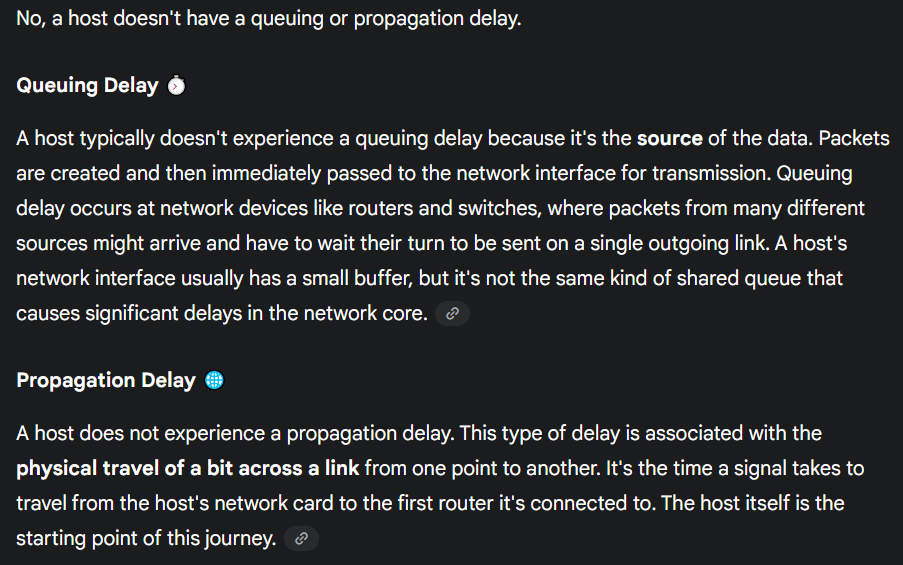 No, a host doesn't have a queuing or propagation delay.
Queuing Delay ⏱️
A host typically doesn't experience a queuing delay because it's the source of the data. Packets
are created and then immediately passed to the network interface for transmission. Queuing
delay occurs at network devices like routers and switches, where packets from many different
sources might arrive and have to wait their turn to be sent on a single outgoing link. A host's
network interface usually has a small buffer, but it's not the same kind of shared queue that
causes significant delays in the network core.
Propagation Delay 🌐
A host does not experience a propagation delay. This type of delay is associated with the
physical travel of a bit across a link from one point to another. It's the time a signal takes to
travel from the host's network card to the first router it's connected to. The host itself is the
starting point of this journey.